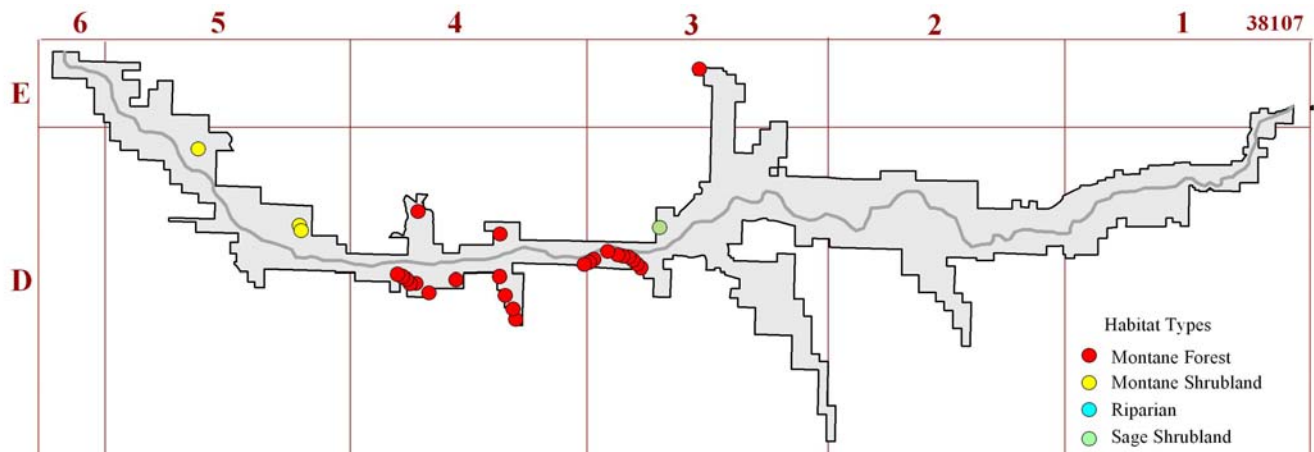 6 5 4 3 2 1 38107
E
D
Habitat Types
Montane Forest
Montane Shrubland
Riparian
Sage Shrubland